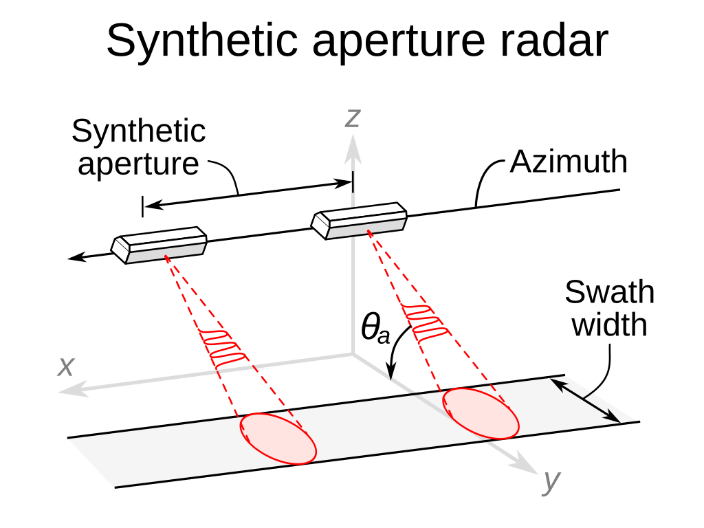 Synthetic aperture radar
z
Synthetic
aperture
Azimuth
Swath
width
θa
x
y